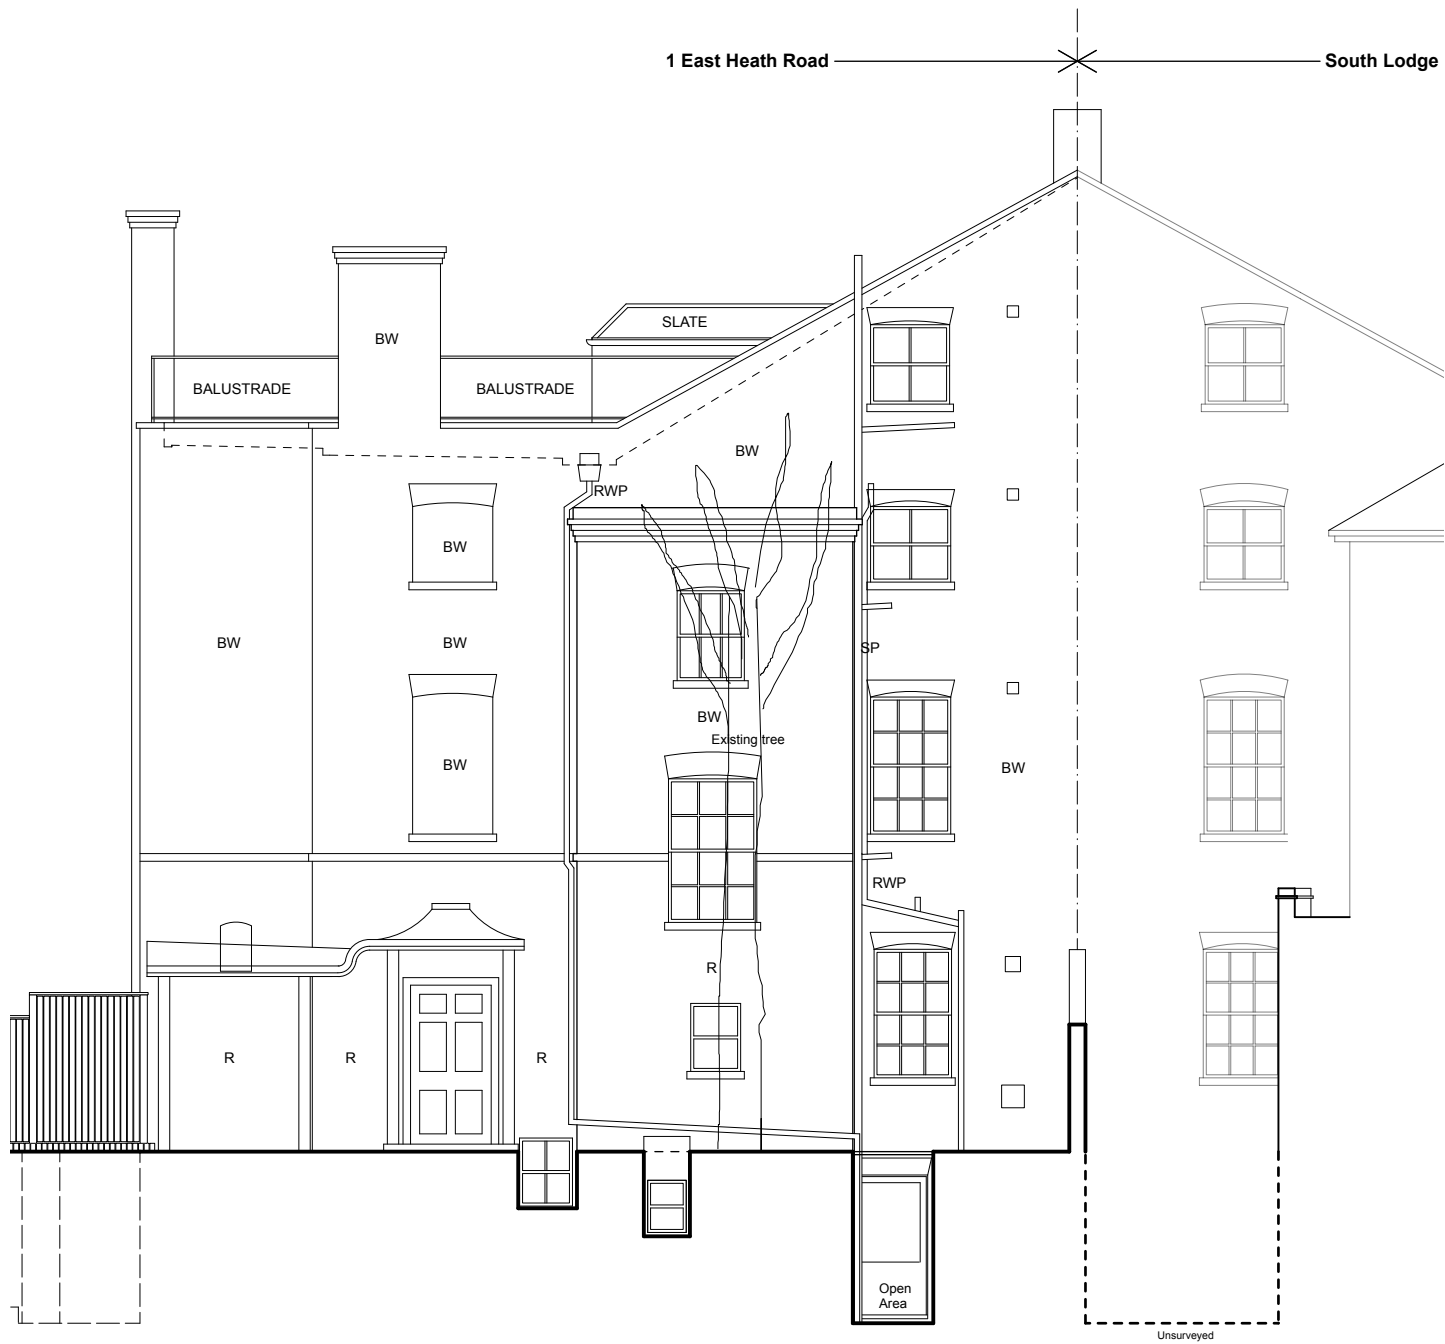 1 East Heath Road
South Lodge
SLATE
BW
BALUSTRADE
BALUSTRADE
BW
RWP
BW
BW
BW
SP
BW
Existing tree
BW
BW
RWP
R
R
R
R
Open
Area
Unsurveyed